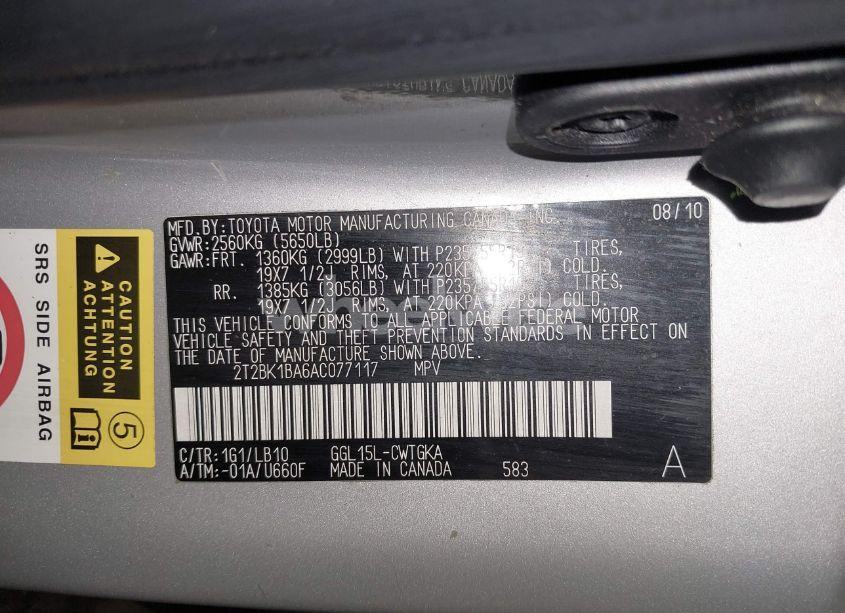 MFD.BY:TOYOTA MOTOR MANUFACTURING INC. 08/10
GVWR:2560KG (5650LB)
GAWR:FRT. 1360KG (2999LB) WITH TIRES,
19X7 1/2J RIMS, AT COLD.
RR. 1385KG (3056LB) WITH TIRES,
19X7 1/2J RIMS, AT COLD.
THIS VEHICLE CONFORMS TO ALL APPLICABLE FEDERAL MOTOR
VEHICLE SAFETY AND THEFT PREVENTION STANDARDS IN EFFECT ON
THE DATE OF MANUFACTURE SHOWN ABOVE.
2T2BK1BA6AC077117 MPV
C/TR: 1G1/LB10 GGL15L-CWTGKA
A/TM:-01A/U660F MADE IN CANADA 583 A
SRS SIDE AIRBAG
CAUTION
ATTENTION
ACHTUNG
5
i